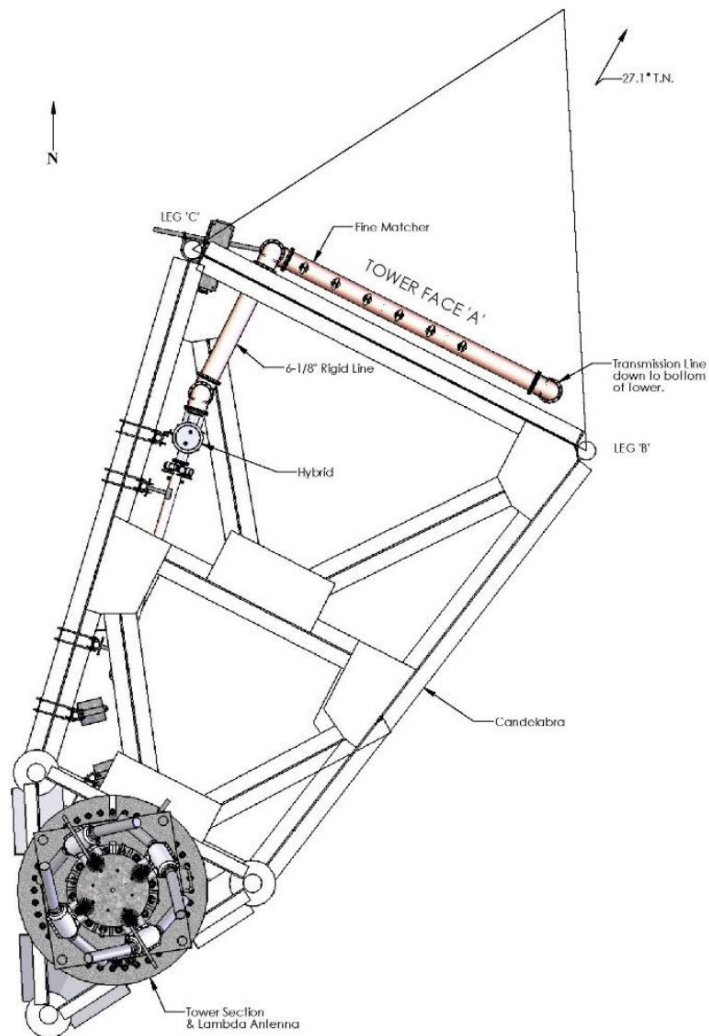 27.1° T.N.
N
LEG 'C'
Fine Matcher
TOWER FACE 'A'
6-1/8" Rigid Line
Transmission Line
down to bottom
of tower.
LEG 'B'
Hybrid
Candelabra
Tower Section
& Lambda Antenna